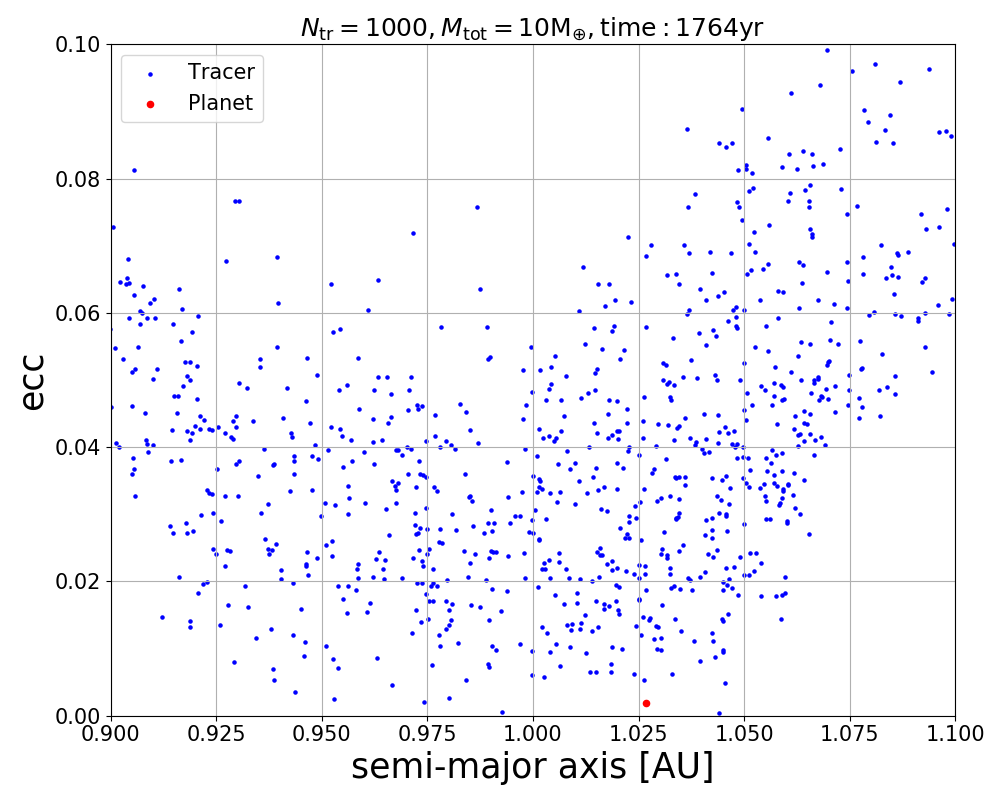 N_tr = 1000, M_tot = 10M_⊕, time : 1764yr
Tracer
Planet
0.10
0.08
0.06
0.04
0.02
0.00
ecc
0.900 0.925 0.950 0.975 1.000 1.025 1.050 1.075 1.100
semi-major axis [AU]